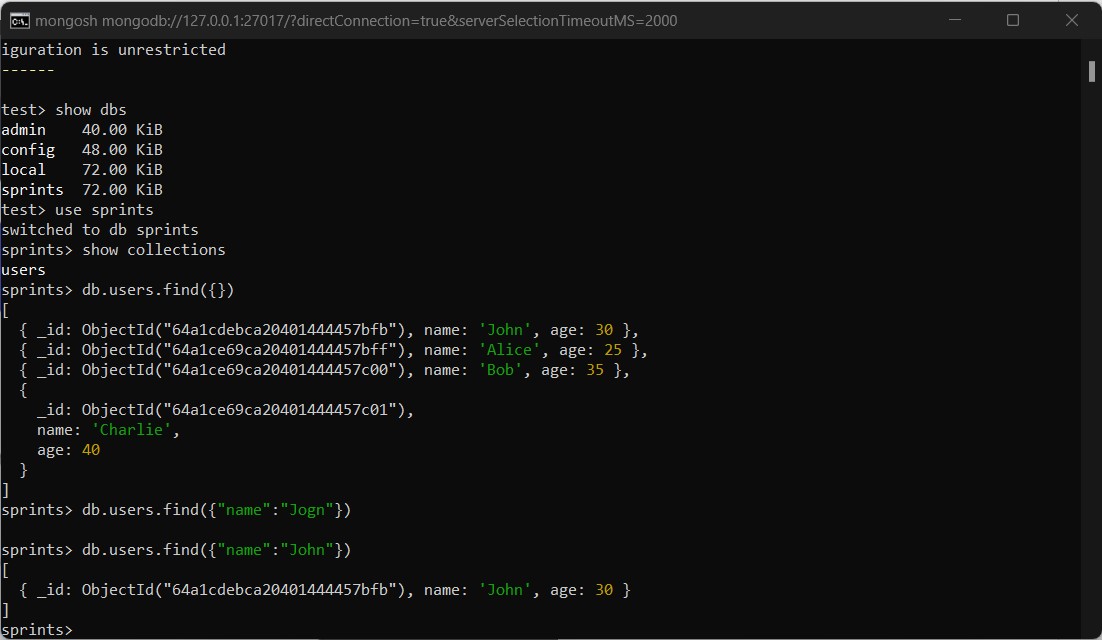 mongosh mongodb://127.0.0.1:27017/?directConnection=true&serverSelectionTimeoutMS=2000
iguration is unrestricted
------
test> show dbs
admin    40.00 KiB
config   48.00 KiB
local    72.00 KiB
sprints  72.00 KiB
test> use sprints
switched to db sprints
sprints> show collections
users
sprints> db.users.find({})
[
  { _id: ObjectId("64a1cdebca20401444457bfb"), name: 'John', age: 30 },
  { _id: ObjectId("64a1ce69ca20401444457bff"), name: 'Alice', age: 25 },
  { _id: ObjectId("64a1ce69ca20401444457c00"), name: 'Bob', age: 35 },
  {
    _id: ObjectId("64a1ce69ca20401444457c01"),
    name: 'Charlie',
    age: 40
  }
]
sprints> db.users.find({"name":"Jogn"})
sprints> db.users.find({"name":"John"})
[
  { _id: ObjectId("64a1cdebca20401444457bfb"), name: 'John', age: 30 }
]
sprints>